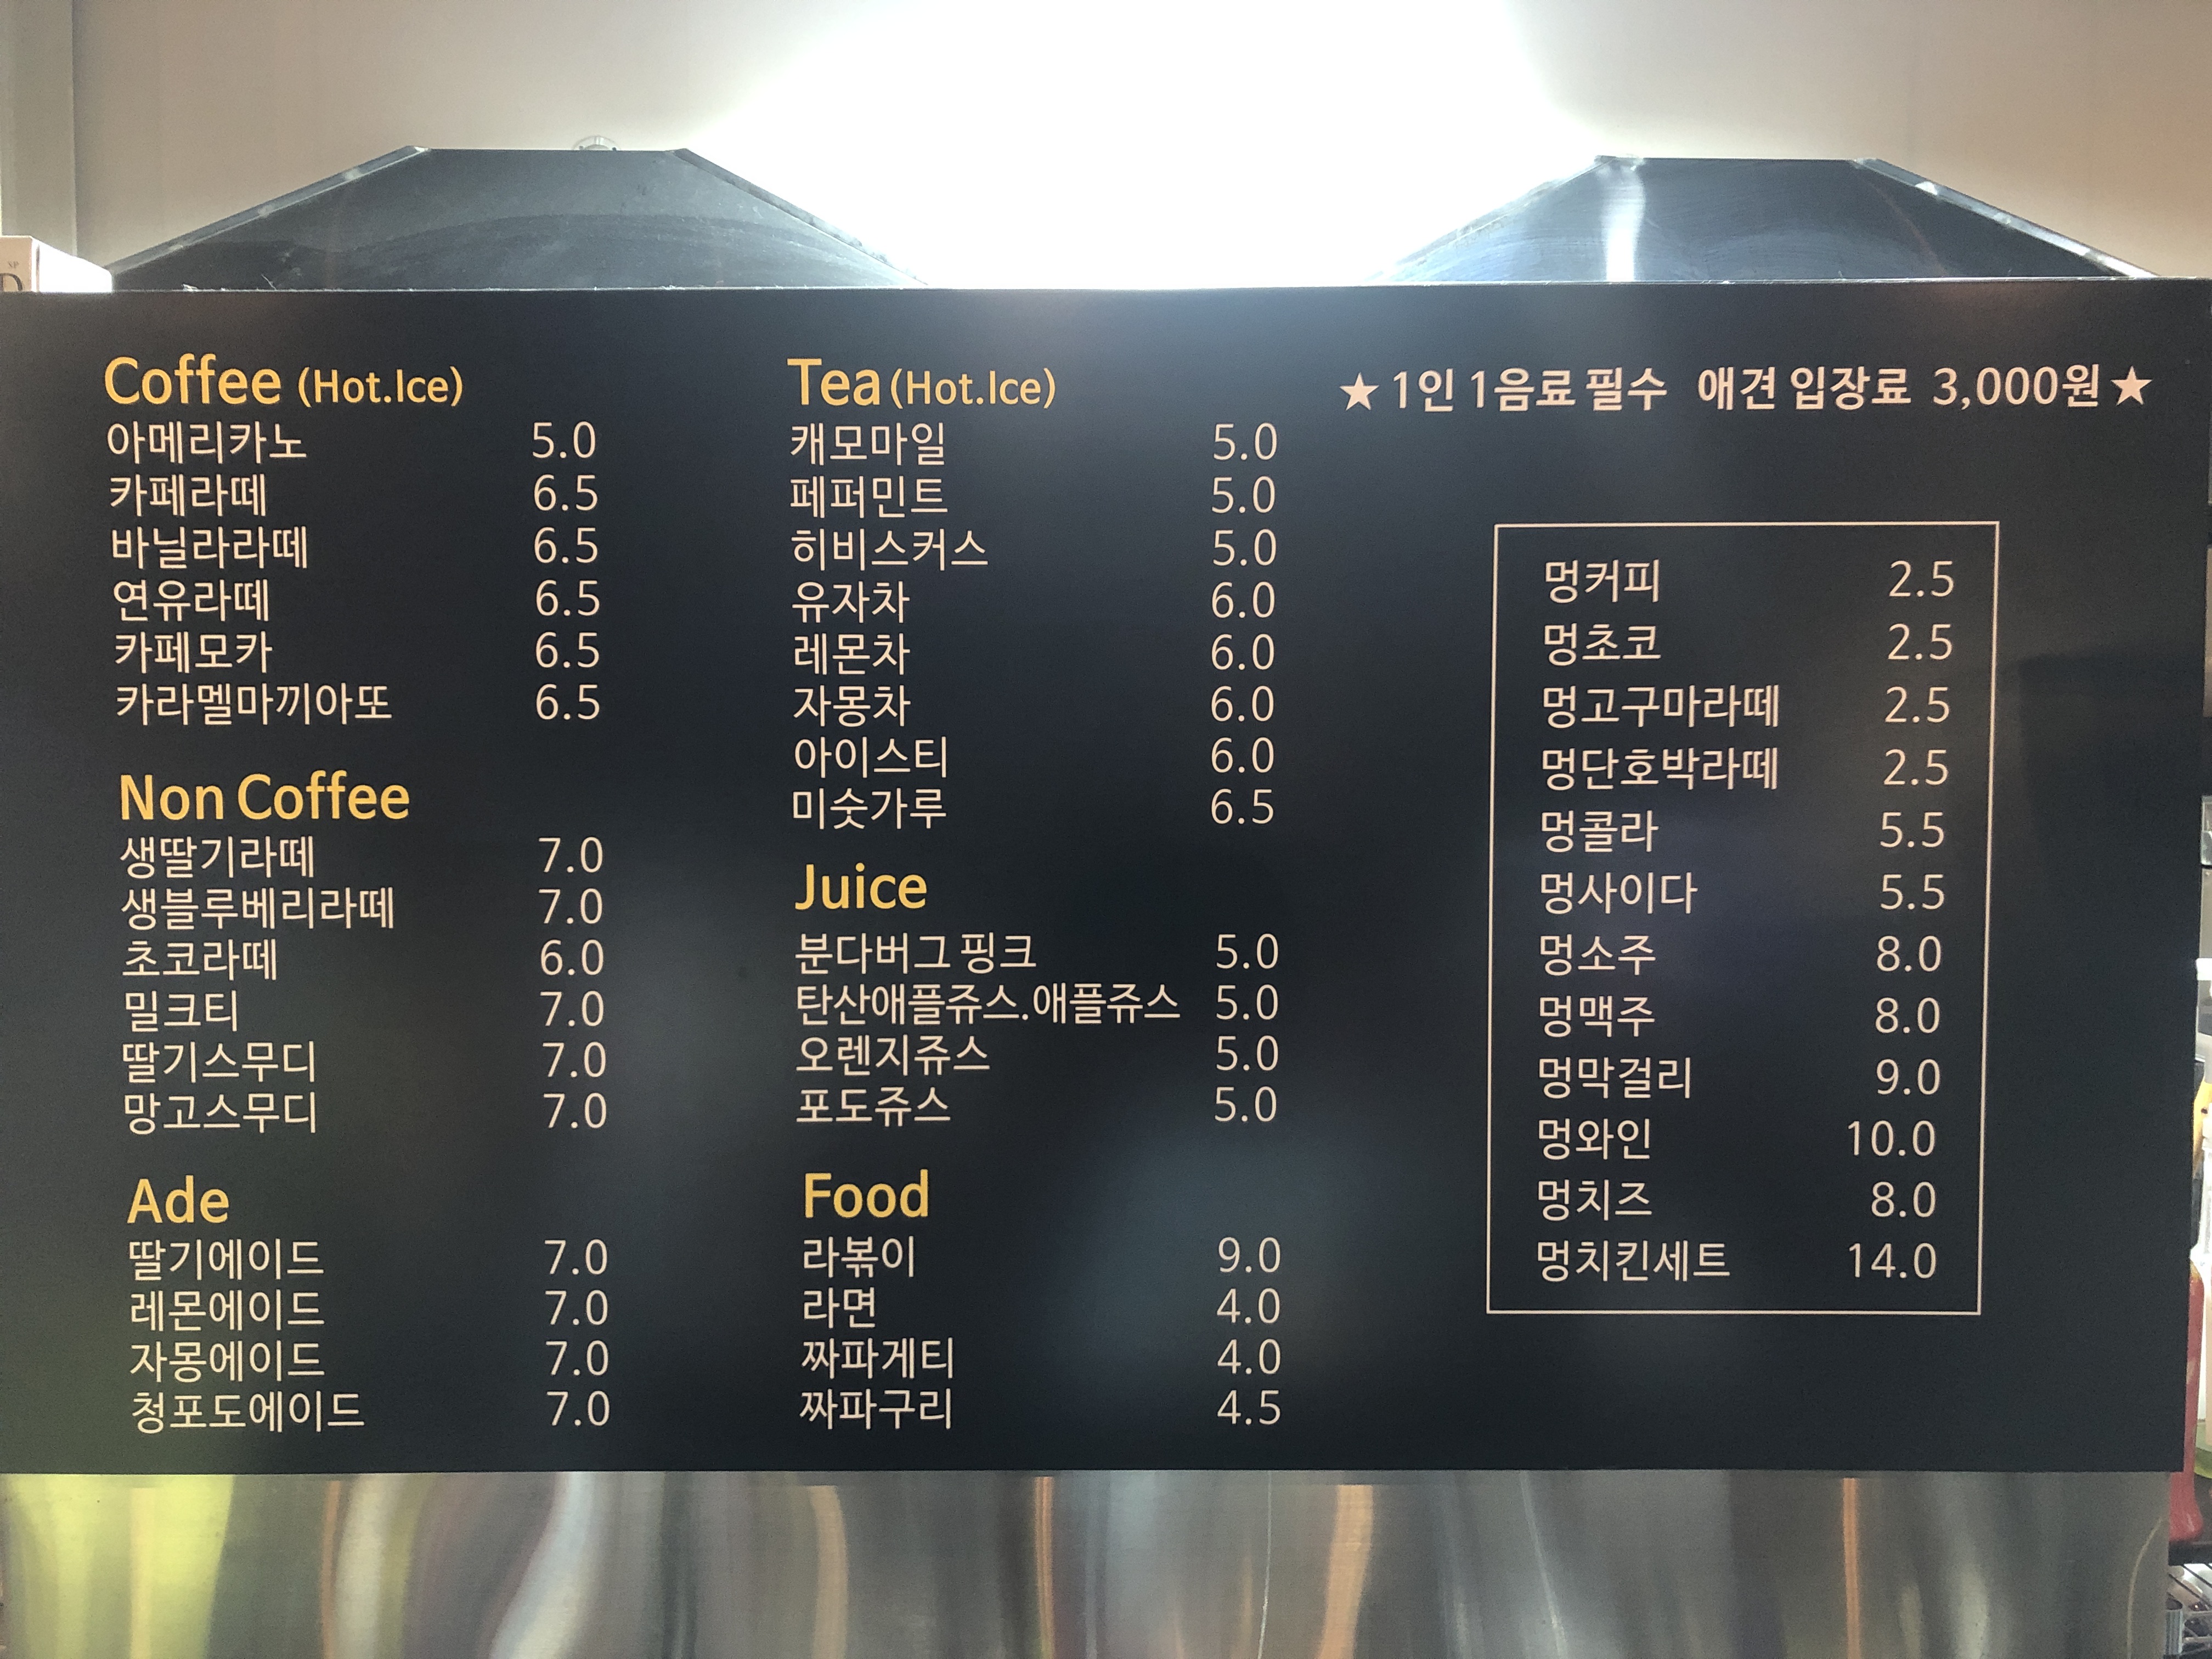 Coffee (Hot.Ice)
아메리카노 5.0
카페라떼 6.5
바닐라라떼 6.5
연유라떼 6.5
카페모카 6.5
카라멜마끼아또 6.5
Non Coffee
생딸기라떼 7.0
생블루베리라떼 7.0
초코라떼 6.0
밀크티 7.0
딸기스무디 7.0
망고스무디 7.0
Ade
딸기에이드 7.0
레몬에이드 7.0
자몽에이드 7.0
청포도에이드 7.0
Tea (Hot.Ice)
캐모마일 5.0
페퍼민트 5.0
히비스커스 5.0
유자차 6.0
레몬차 6.0
자몽차 6.0
아이스티 6.0
미숫가루 6.5
Juice
분다버그 핑크 5.0
탄산애플쥬스.애플쥬스 5.0
오렌지쥬스 5.0
포도쥬스 5.0
Food
라볶이 9.0
라면 4.0
짜파게티 4.0
짜파구리 4.5
★ 1인 1음료 필수 애견 입장료 3,000원 ★
멍커피 2.5
멍초코 2.5
멍고구마라떼 2.5
멍단호박라떼 2.5
멍콜라 5.5
멍사이다 5.5
멍소주 8.0
멍맥주 8.0
멍막걸리 9.0
멍와인 10.0
멍치즈 8.0
멍치킨세트 14.0